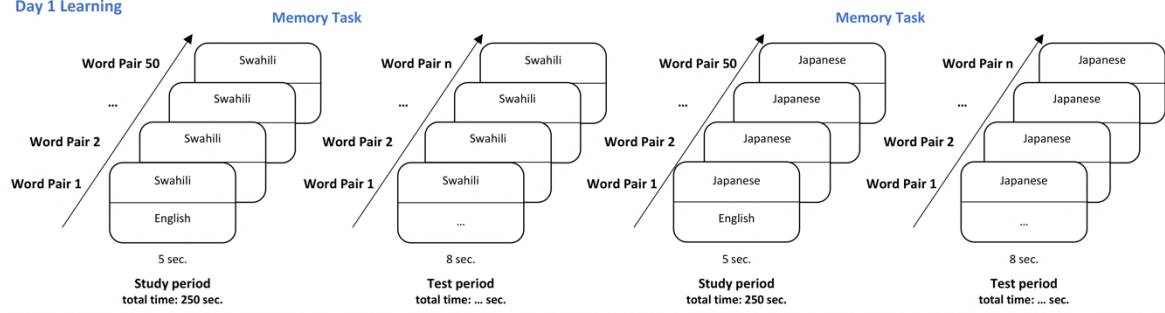 Day 1 Learning
Memory Task
Memory Task
Word Pair 50
...
Word Pair 2
Word Pair 1
Swahili
Swahili
Swahili
Swahili
English
5 sec.
Study period
total time: 250 sec.
Word Pair n
...
Word Pair 2
Word Pair 1
Swahili
Swahili
Swahili
Swahili
...
8 sec.
Test period
total time: ... sec.
Word Pair 50
...
Word Pair 2
Word Pair 1
Japanese
Japanese
Japanese
Japanese
English
5 sec.
Study period
total time: 250 sec.
Word Pair n
...
Word Pair 2
Word Pair 1
Japanese
Japanese
Japanese
Japanese
...
8 sec.
Test period
total time: ... sec.